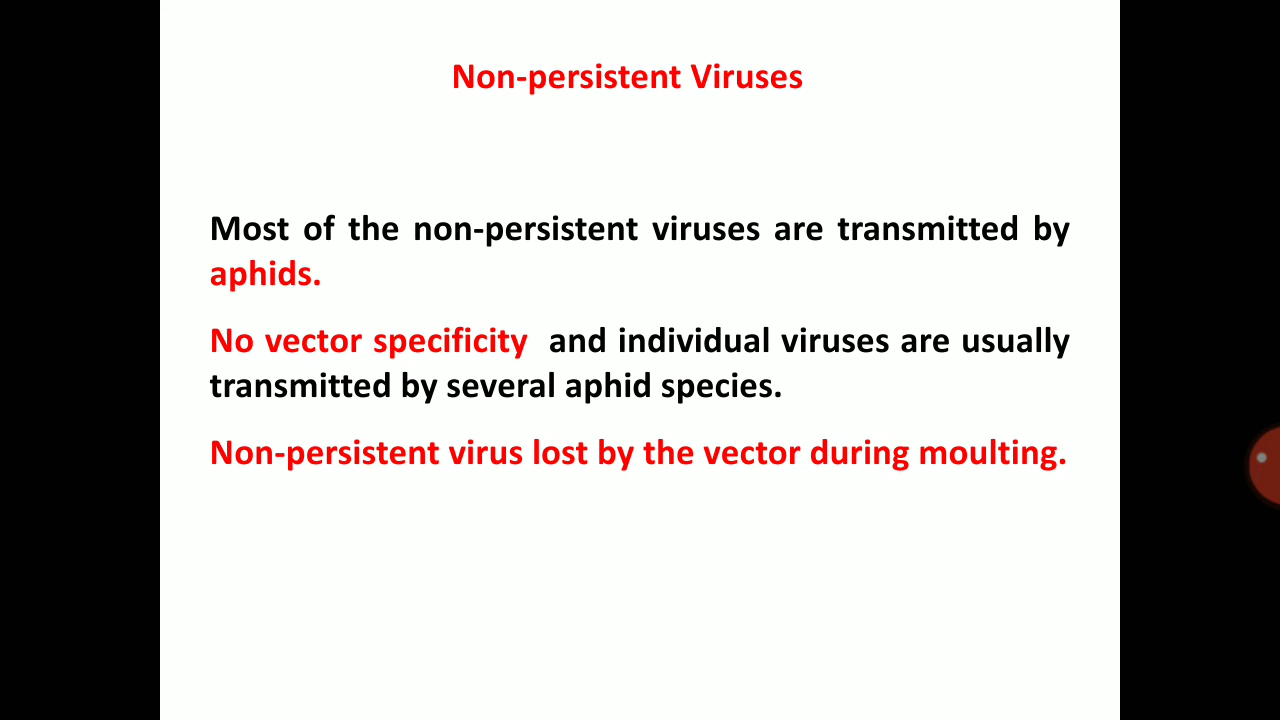 Non-persistent Viruses
Most of the non-persistent viruses are transmitted by
aphids.
No vector specificity and individual viruses are usually
transmitted by several aphid species.
Non-persistent virus lost by the vector during moulting.